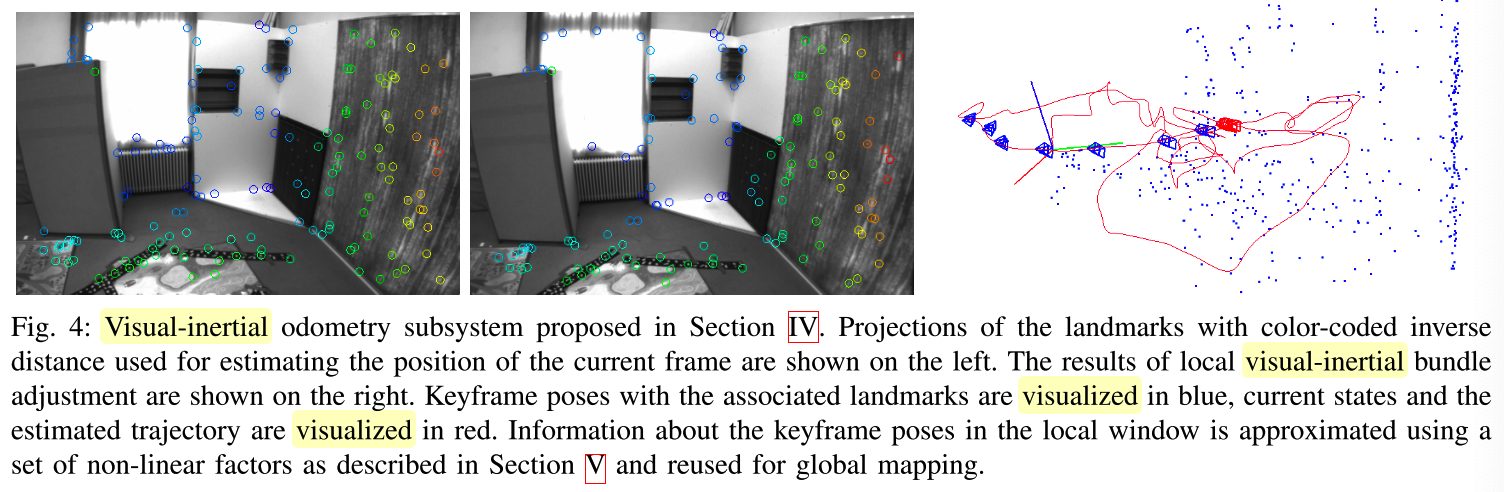 Fig. 4: Visual-inertial odometry subsystem proposed in Section IV. Projections of the landmarks with color-coded inverse
distance used for estimating the position of the current frame are shown on the left. The results of local visual-inertial bundle
adjustment are shown on the right. Keyframe poses with the associated landmarks are visualized in blue, current states and the
estimated trajectory are visualized in red. Information about the keyframe poses in the local window is approximated using a
set of non-linear factors as described in Section V and reused for global mapping.